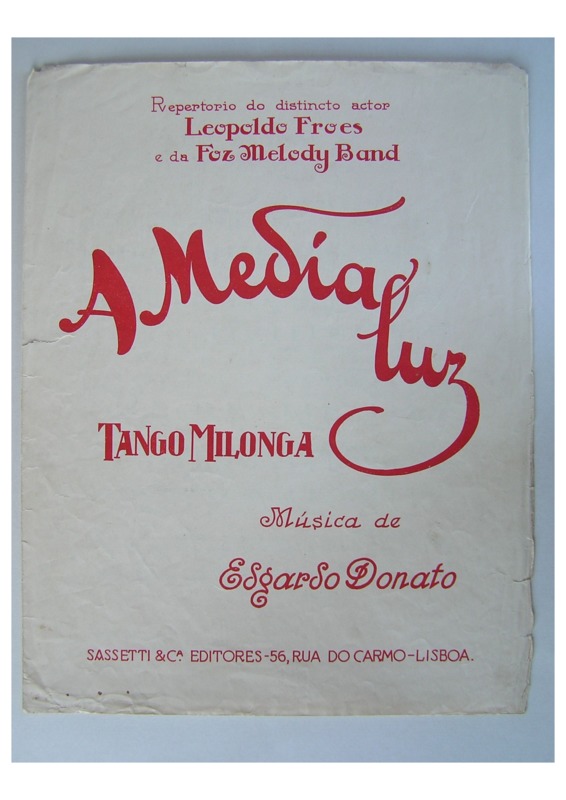 Repertorio do distincto actor
Leopoldo Froes
e da Foz Melody Band
A Media
luz
TANGO MILONGA
Música de
Edgardo Donato
SASSETTI & Cª EDITORES-56, RUA DO CARMO-LISBOA.